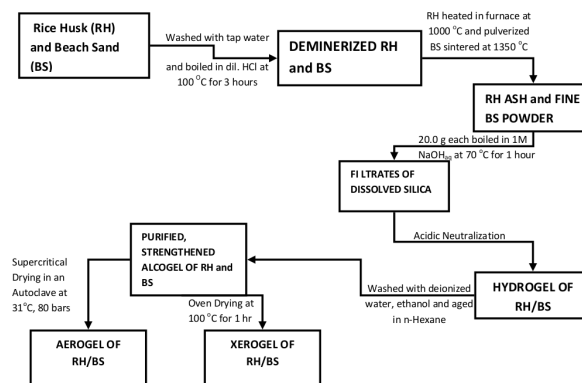 Rice Husk (RH)
and Beach Sand
(BS)
Washed with tap water
and boiled in dil. HCl at
100 °C for 3 hours
DEMINERIZED RH
and BS
RH heated in furnace at
1000 °C and pulverized
BS sintered at 1350 °C
RH ASH and FINE
BS POWDER
20.0 g each boiled in 1M
NaOHaq at 70 °C for 1 hour
FI LTRATES OF
DISSOLVED SILICA
Acidic Neutralization
HYDROGEL OF
RH/BS
Washed with deionized
water, ethanol and aged
in n-Hexane
PURIFIED,
STRENGTHENED
ALCOGEL OF RH and
BS
Supercritical
Drying in an
Autoclave at
31°C, 80 bars
Oven Drying at
100 °C for 1 hr
AEROGEL OF
RH/BS
XEROGEL OF
RH/BS